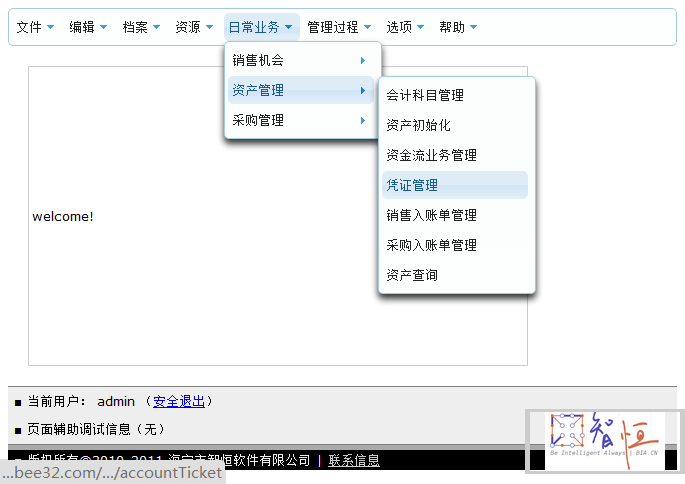 文件 编辑 档案 资源 日常业务 管理过程 选项 帮助
销售机会
资产管理
采购管理
会计科目管理
资产初始化
资金流业务管理
凭证管理
销售入账单管理
采购入账单管理
资产查询
welcome!
当前用户： admin （安全退出）
页面辅助调试信息（无）
版权所有©2010-2011 海宁市智恒软件有限公司 | 联系信息
智恒
Be Intelligent Always | BIA.CN
...bee32.com/.../accountTicket